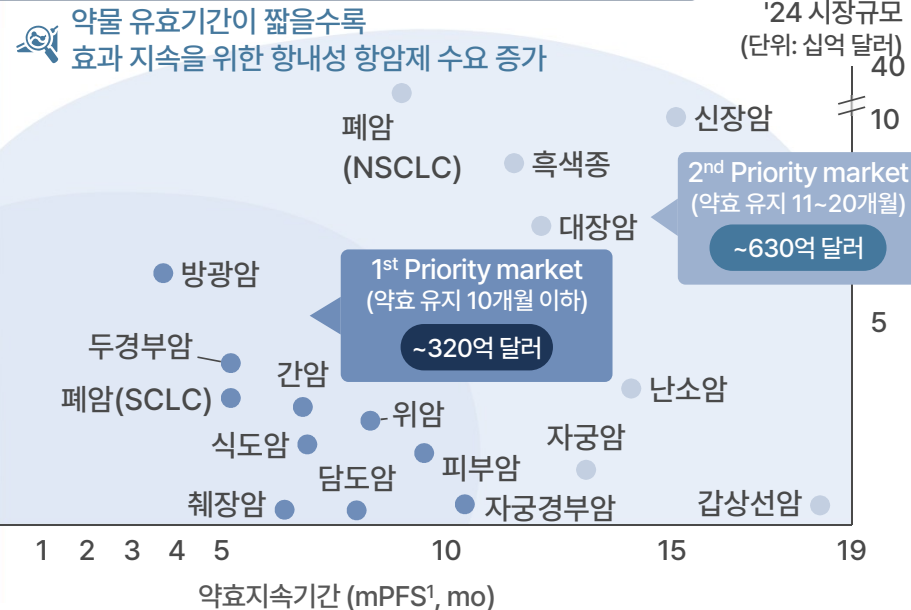 약물 유효기간이 짧을수록
효과 지속을 위한 항내성 항암제 수요 증가
'24 시장규모
(단위: 십억 달러)
40
10
5
폐암
(NSCLC)
신장암
흑색종
대장암
2nd Priority market
(약효 유지 11~20개월)
~630억 달러
방광암
1st Priority market
(약효 유지 10개월 이하)
~320억 달러
두경부암
폐암(SCLC)
간암
위암
난소암
식도암
피부암
자궁암
담도암
췌장암
자궁경부암
갑상선암
1 2 3 4 5 10 15 19
약효지속기간 (mPFS¹, mo)